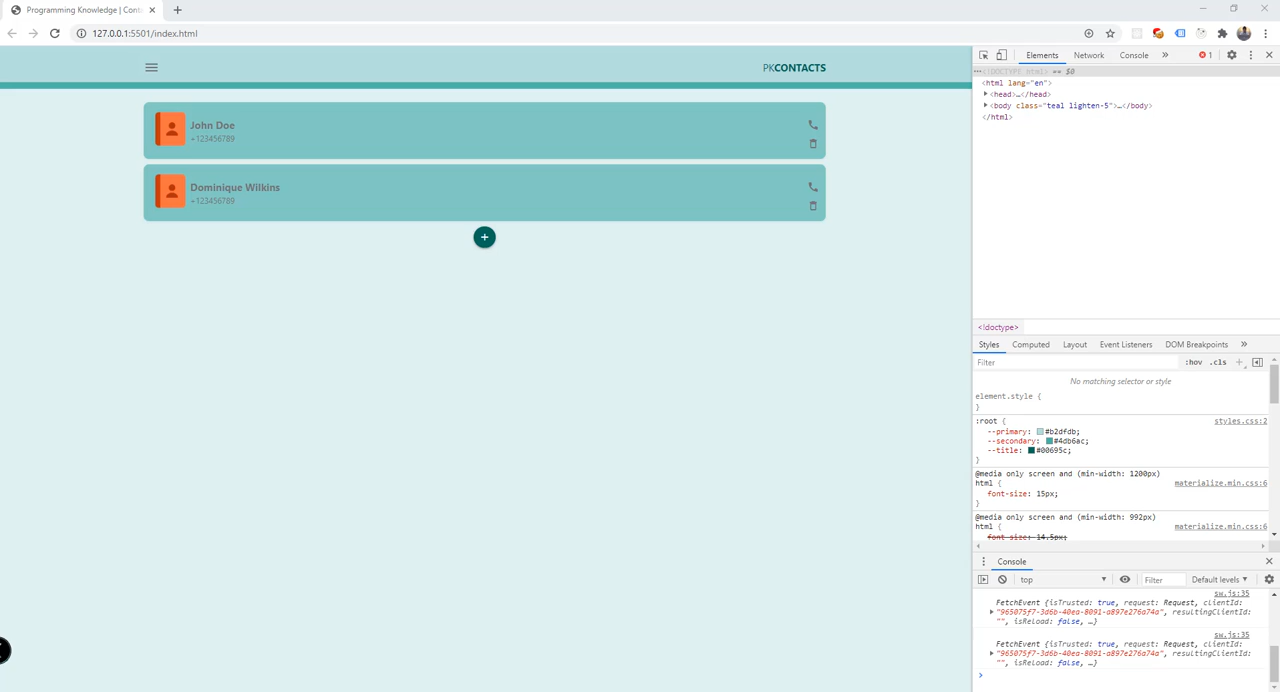 Programming Knowledge | Cont
127.0.0.1:5501/index.html
PKCONTACTS
John Doe
+123456789
Dominique Wilkins
+123456789
+
Elements Network Console » 1
<!DOCTYPE html> == $0
<html lang="en">
<head>…</head>
<body class="teal lighten-5">…</body>
</html>
<!doctype>
Styles Computed Layout Event Listeners DOM Breakpoints »
Filter :hov .cls +
No matching selector or style
element.style {
}
:root { styles.css:2
--primary: #b2dfdb;
--secondary: #4db6ac;
--title: #00695c;
}
@media only screen and (min-width: 1200px)
html { materialize.min.css:6
font-size: 15px;
}
@media only screen and (min-width: 992px)
html { materialize.min.css:6
font-size: 14.5px;
Console
top Filter Default levels
sw.js:35
FetchEvent {isTrusted: true, request: Request, clientId:
"965075f7-3d6b-40ea-8091-a897e276a74a", resultingClientId:
"", isReload: false, …}
sw.js:35
FetchEvent {isTrusted: true, request: Request, clientId:
"965075f7-3d6b-40ea-8091-a897e276a74a", resultingClientId:
"", isReload: false, …}